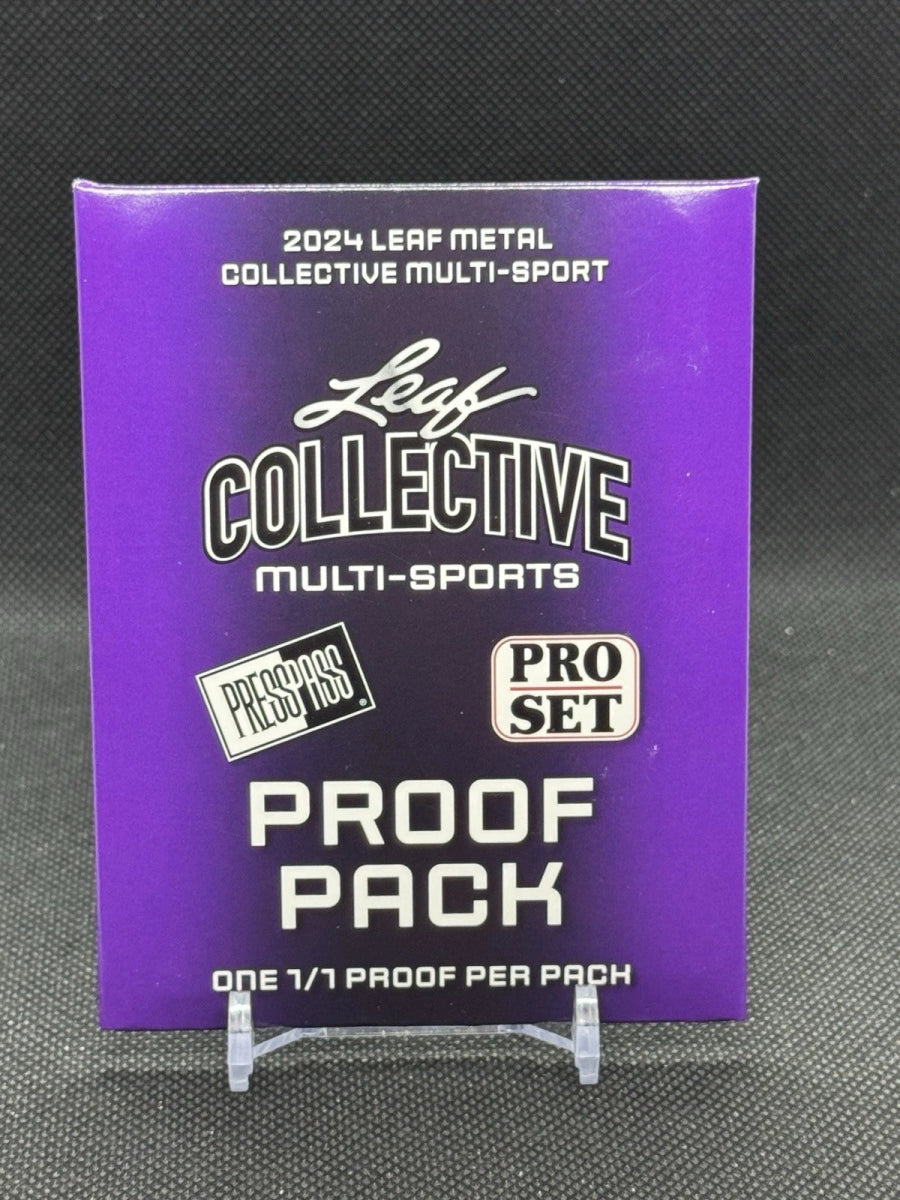 2024 LEAF METAL
COLLECTIVE MULTI-SPORT
Leaf
COLLECTIVE
MULTI-SPORTS
PRESSPASS®
PRO
SET
PROOF
PACK
ONE 1/1 PROOF PER PACK